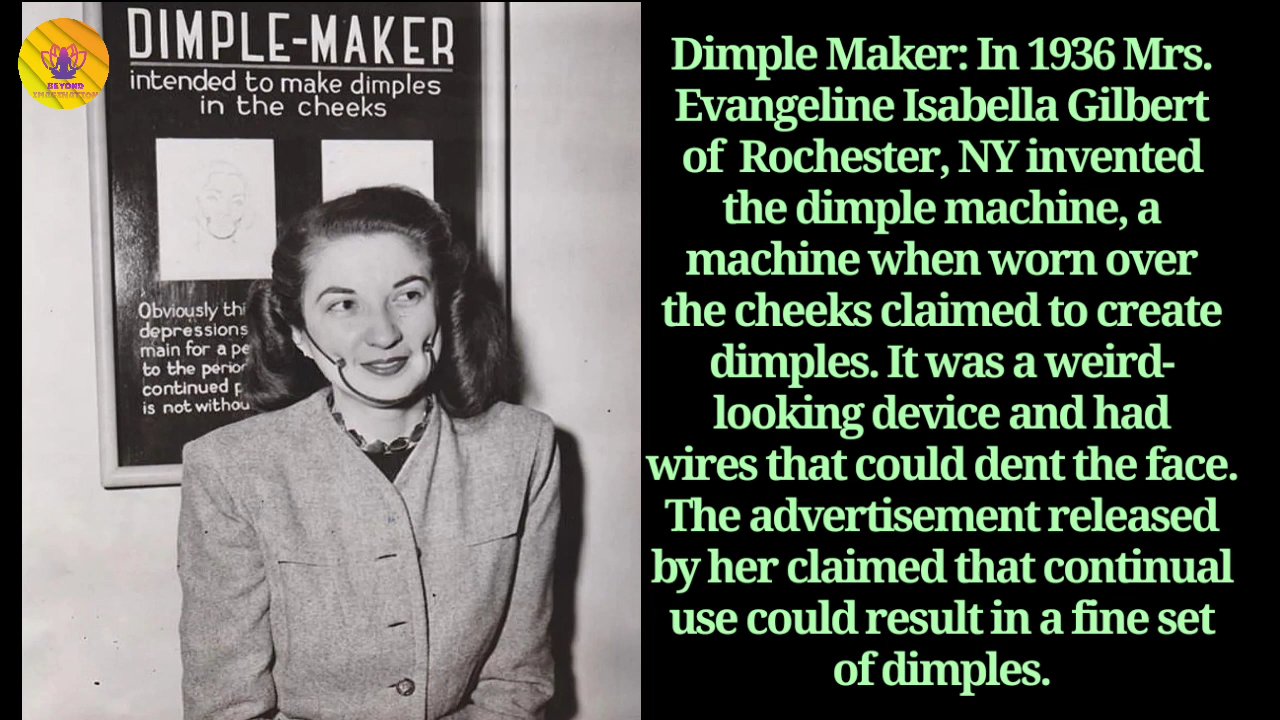 BEYOND
IMAGINATION
DIMPLE-MAKER
intended to make dimples
in the cheeks
Obviously thi
depressions
main for a pe
to the perio
continued p
is not withou
Dimple Maker: In 1936 Mrs.
Evangeline Isabella Gilbert
of Rochester, NY invented
the dimple machine, a
machine when worn over
the cheeks claimed to create
dimples. It was a weird-
looking device and had
wires that could dent the face.
The advertisement released
by her claimed that continual
use could result in a fine set
of dimples.